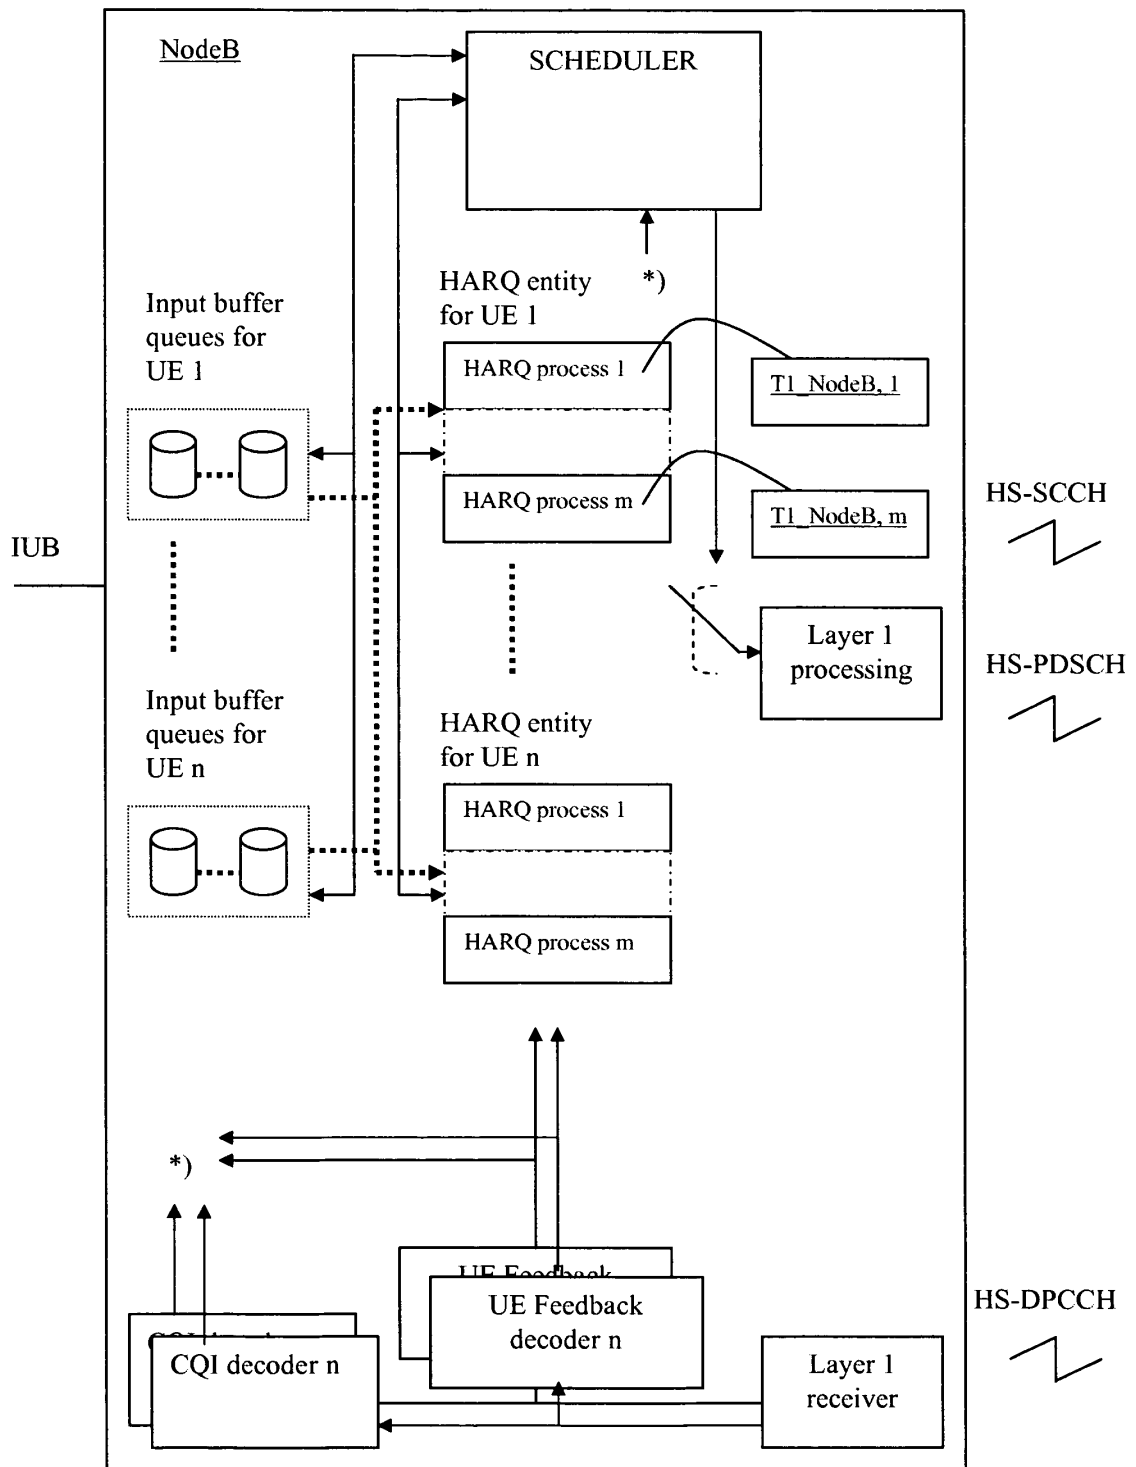 NodeB
SCHEDULER
*)
HARQ entity
for UE 1
Input buffer
queues for
UE 1
HARQ process 1
T1_NodeB, 1
HARQ process m
T1_NodeB, m
HS-SCCH
IUB
Layer 1
processing
HS-PDSCH
Input buffer
queues for
UE n
HARQ entity
for UE n
HARQ process 1
HARQ process m
*)
UE Feedback
UE Feedback
decoder n
HS-DPCCH
CQI decoder n
Layer 1
receiver